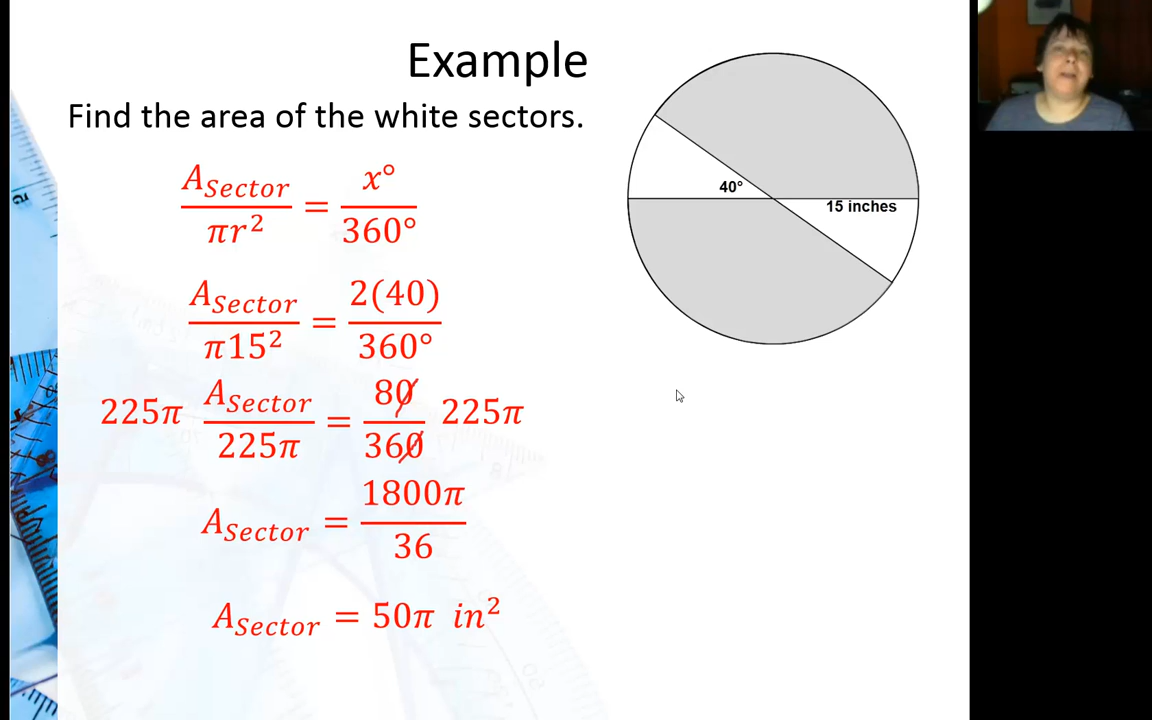 Example
Find the area of the white sectors.
A_Sector / πr² = x° / 360°
A_Sector / π15² = 2(40) / 360°
225π A_Sector / 225π = 80 / 360 225π
A_Sector = 1800π / 36
A_Sector = 50π in²
40°
15 inches